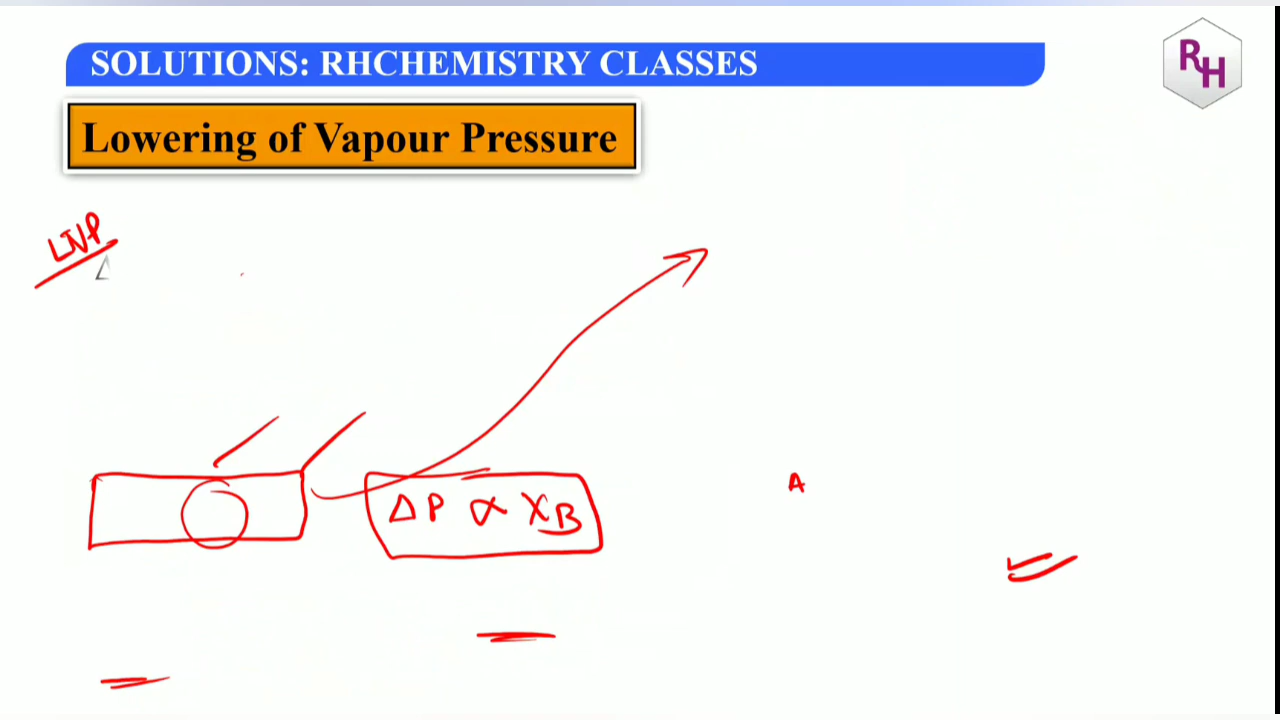 SOLUTIONS: RHCHEMISTRY CLASSES
RH
Lowering of Vapour Pressure
LVP
Δ
ΔP ∝ XB
A